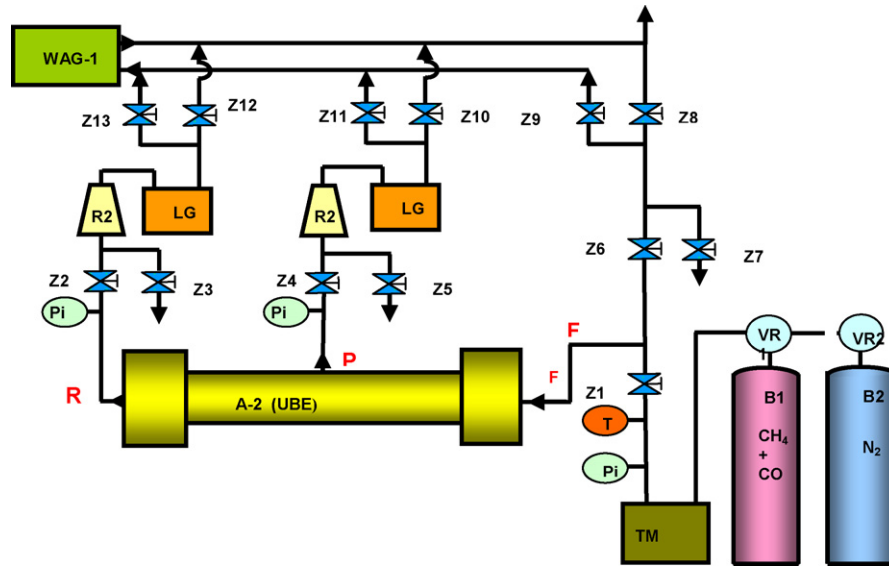 WAG-1
Z13
Z12
Z11
Z10
Z9
Z8
R2
LG
R2
LG
Z2
Z3
Z4
Z5
Z6
Z7
Pi
Pi
F
P
F
R
A-2 (UBE)
Z1
T
Pi
TM
VR
1
VR2
B1
CH₄
+
CO
B2
N₂